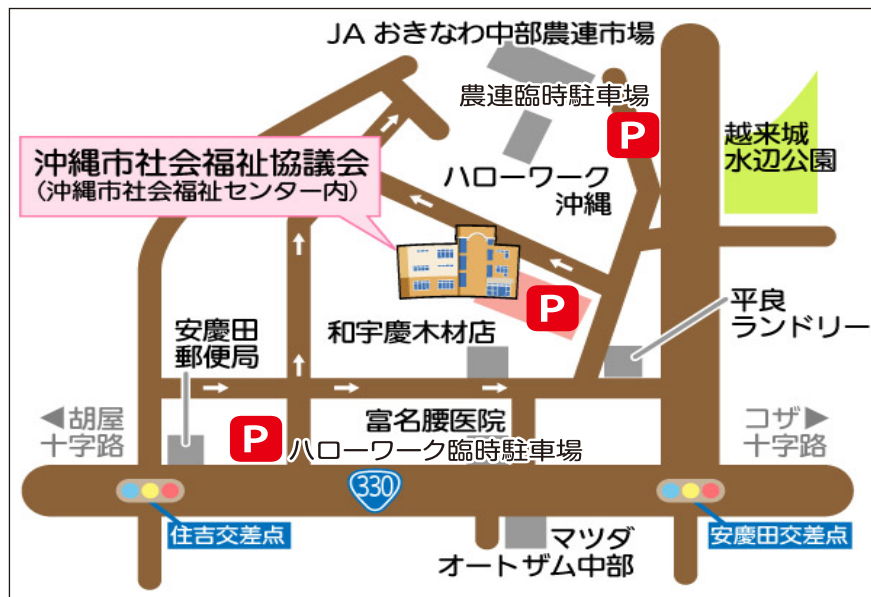 JA おきなわ中部農連市場
農連臨時駐車場
P
越来城
水辺公園
沖縄市社会福祉協議会
(沖縄市社会福祉センター内)
ハローワーク
沖縄
P
平良
ランドリー
安慶田
郵便局
和宇慶木材店
◀胡屋
十字路
富名腰医院
コザ▶
十字路
P
ハローワーク臨時駐車場
330
住吉交差点
安慶田交差点
マツダ
オートザム中部